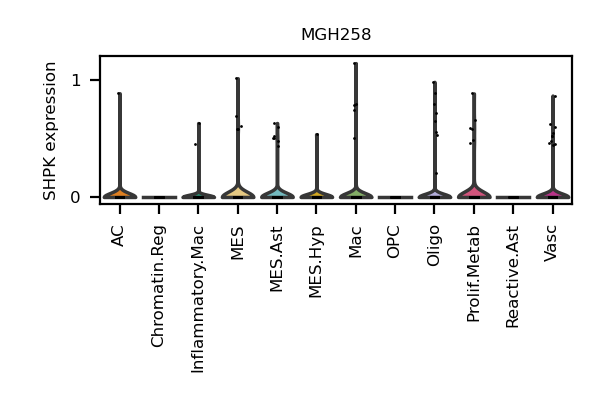 MGH258
SHPK expression
1
0
AC
Chromatin.Reg
Inflammatory.Mac
MES
MES.Ast
MES.Hyp
Mac
OPC
Oligo
Prolif.Metab
Reactive.Ast
Vasc